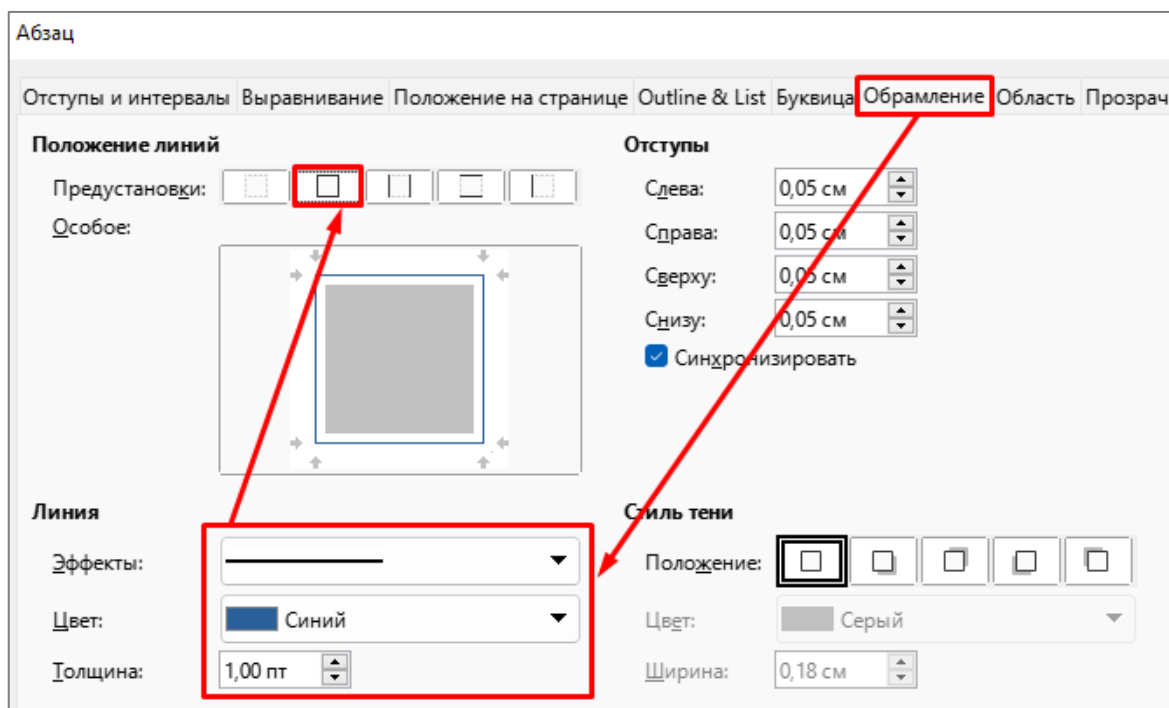 Абзац
Отступы и интервалы Выравнивание Положение на странице Outline & List Буквица Обрамление Область Прозрач
Положение линий
Предустановки:
Особое:
Отступы
Слева: 0,05 см
Справа: 0,05 см
Сверху: 0,05 см
Снизу: 0,05 см
Синхронизировать
Линия
Эффекты:
Цвет: Синий
Толщина: 1,00 пт
Стиль тени
Положение:
Цвет: Серый
Ширина: 0,18 см